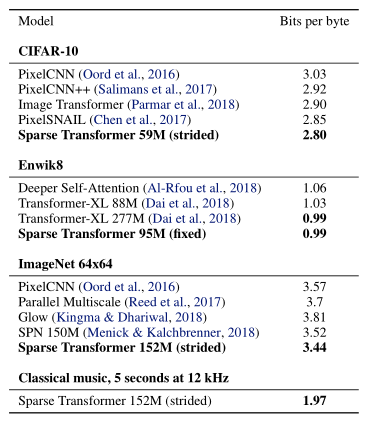 Model Bits per byte
CIFAR-10
PixelCNN (Oord et al., 2016) 3.03
PixelCNN++ (Salimans et al., 2017) 2.92
Image Transformer (Parmar et al., 2018) 2.90
PixelSNAIL (Chen et al., 2017) 2.85
Sparse Transformer 59M (strided) 2.80
Enwik8
Deeper Self-Attention (Al-Rfou et al., 2018) 1.06
Transformer-XL 88M (Dai et al., 2018) 1.03
Transformer-XL 277M (Dai et al., 2018) 0.99
Sparse Transformer 95M (fixed) 0.99
ImageNet 64x64
PixelCNN (Oord et al., 2016) 3.57
Parallel Multiscale (Reed et al., 2017) 3.7
Glow (Kingma & Dhariwal, 2018) 3.81
SPN 150M (Menick & Kalchbrenner, 2018) 3.52
Sparse Transformer 152M (strided) 3.44
Classical music, 5 seconds at 12 kHz
Sparse Transformer 152M (strided) 1.97